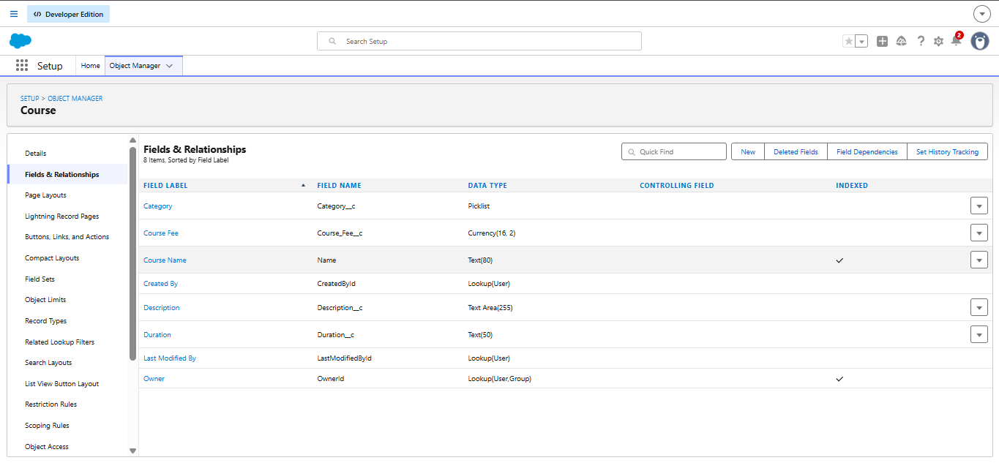 Developer Edition
Search Setup
2
Setup
Home
Object Manager
SETUP > OBJECT MANAGER
Course
Details
Fields & Relationships
Page Layouts
Lightning Record Pages
Buttons, Links, and Actions
Compact Layouts
Field Sets
Object Limits
Record Types
Related Lookup Filters
Search Layouts
List View Button Layout
Restriction Rules
Scoping Rules
Object Access
Fields & Relationships
8 Items, Sorted by Field Label
Quick Find
New
Deleted Fields
Field Dependencies
Set History Tracking
FIELD LABEL FIELD NAME DATA TYPE CONTROLLING FIELD INDEXED
Category Category__c Picklist
Course Fee Course_Fee__c Currency(16, 2)
Course Name Name Text(80)
Created By CreatedById Lookup(User)
Description Description__c Text Area(255)
Duration Duration__c Text(50)
Last Modified By LastModifiedById Lookup(User)
Owner OwnerId Lookup(User,Group)